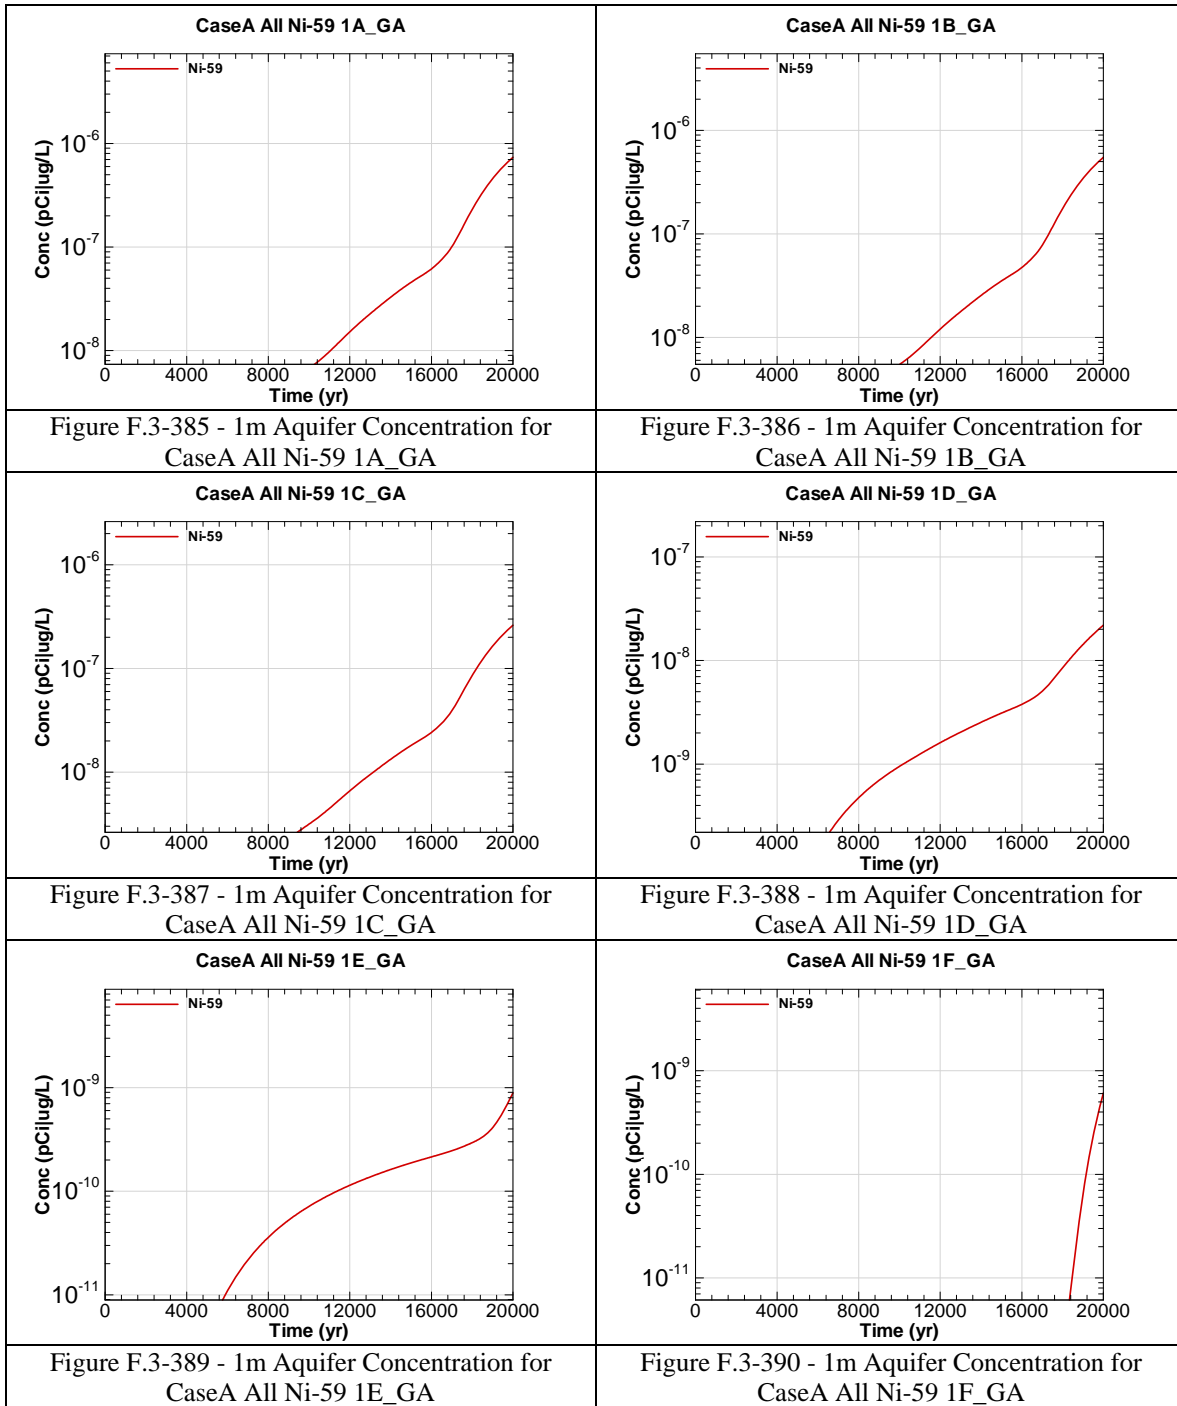 CaseA All Ni-59 1A_GA
Ni-59
Conc (pCi|ug/L)
10-6
10-7
10-8
0 4000 8000 12000 16000 20000
Time (yr)
Figure F.3-385 - 1m Aquifer Concentration for
CaseA All Ni-59 1A_GA
CaseA All Ni-59 1B_GA
Ni-59
Conc (pCi|ug/L)
10-6
10-7
10-8
0 4000 8000 12000 16000 20000
Time (yr)
Figure F.3-386 - 1m Aquifer Concentration for
CaseA All Ni-59 1B_GA
CaseA All Ni-59 1C_GA
Ni-59
Conc (pCi|ug/L)
10-6
10-7
10-8
0 4000 8000 12000 16000 20000
Time (yr)
Figure F.3-387 - 1m Aquifer Concentration for
CaseA All Ni-59 1C_GA
CaseA All Ni-59 1D_GA
Ni-59
Conc (pCi|ug/L)
10-7
10-8
10-9
0 4000 8000 12000 16000 20000
Time (yr)
Figure F.3-388 - 1m Aquifer Concentration for
CaseA All Ni-59 1D_GA
CaseA All Ni-59 1E_GA
Ni-59
Conc (pCi|ug/L)
10-9
10-10
10-11
0 4000 8000 12000 16000 20000
Time (yr)
Figure F.3-389 - 1m Aquifer Concentration for
CaseA All Ni-59 1E_GA
CaseA All Ni-59 1F_GA
Ni-59
Conc (pCi|ug/L)
10-9
10-10
10-11
0 4000 8000 12000 16000 20000
Time (yr)
Figure F.3-390 - 1m Aquifer Concentration for
CaseA All Ni-59 1F_GA